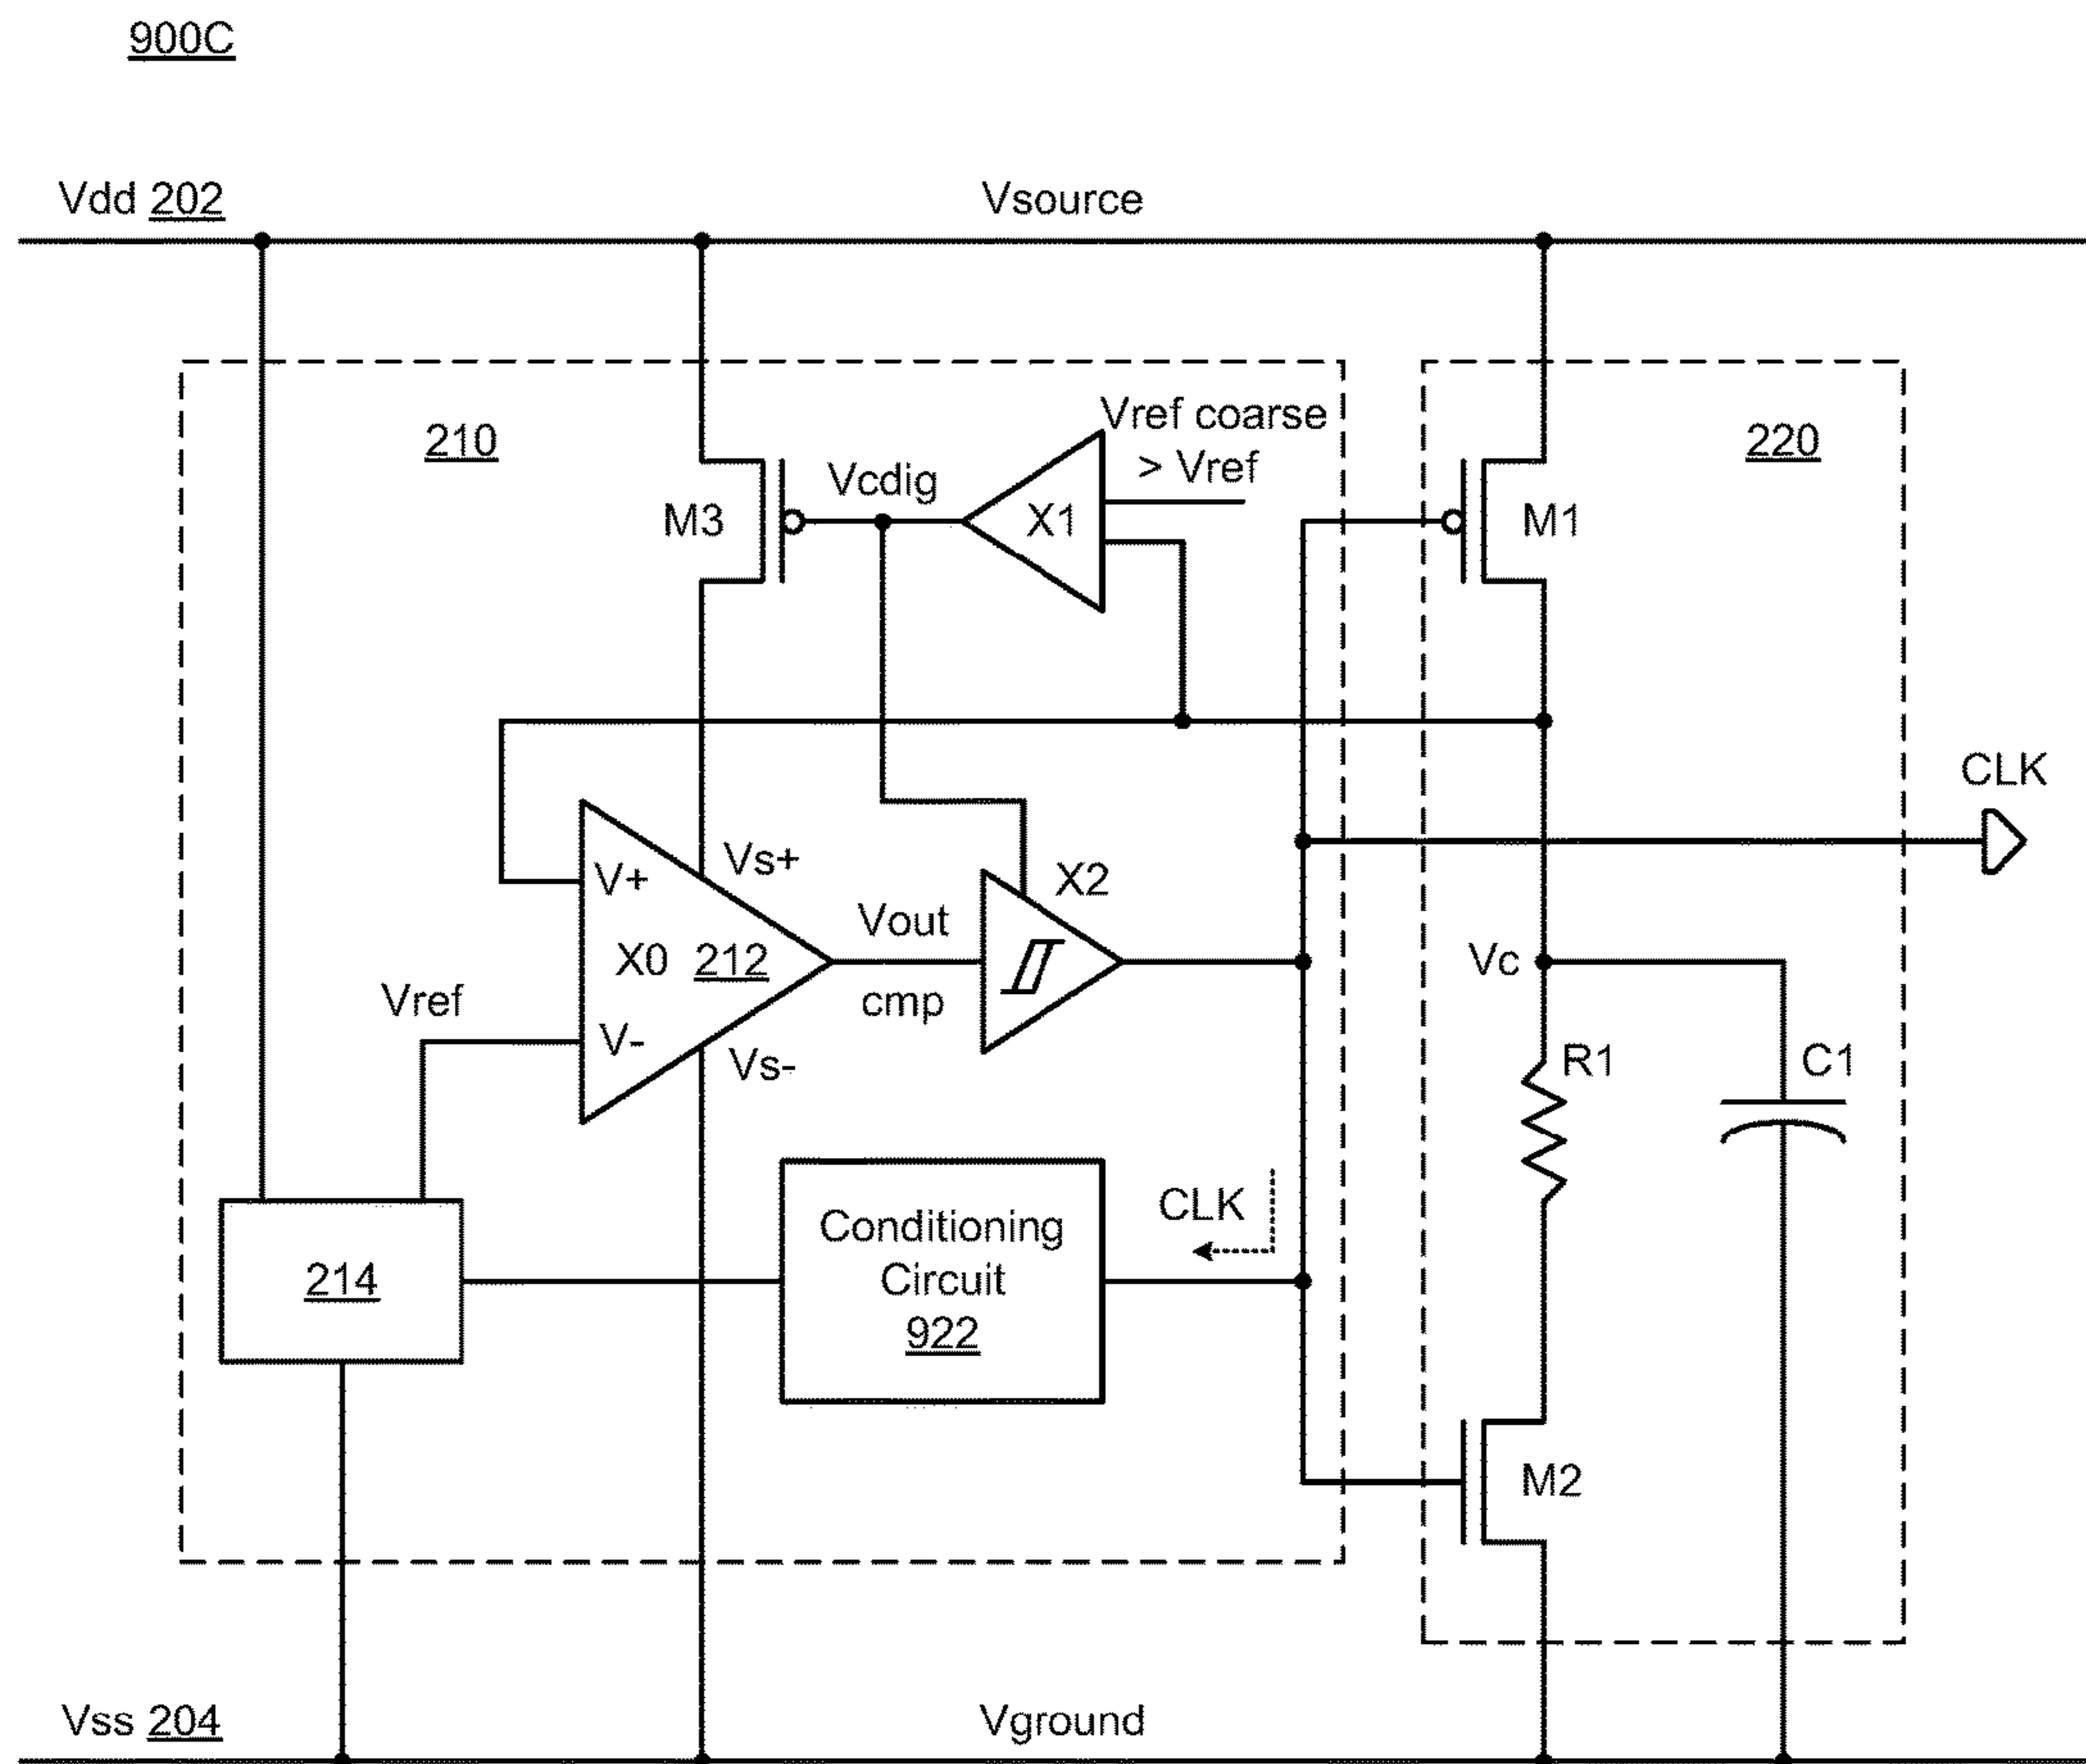 900C
Vdd 202
Vsource
Vref coarse
> Vref
210
220
Vcdig
M3
X1
M1
CLK
Vs+
X2
V+
Vout
X0 212
Vc
Vref
cmp
V-
Vs-
R1
C1
CLK
Conditioning
Circuit
922
214
M2
Vss 204
Vground